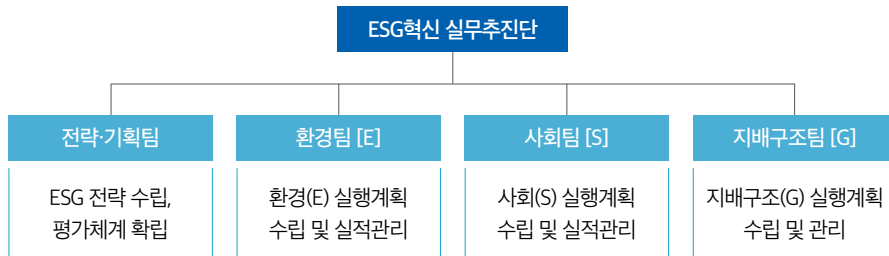 ESG혁신 실무추진단
전략·기획팀
ESG 전략 수립,
평가체계 확립
환경팀 [E]
환경(E) 실행계획
수립 및 실적관리
사회팀 [S]
사회(S) 실행계획
수립 및 실적관리
지배구조팀 [G]
지배구조(G) 실행계획
수립 및 관리